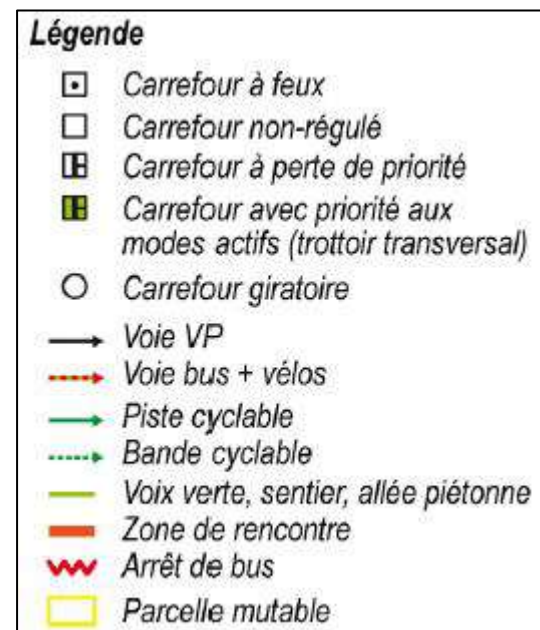 Légende
Carrefour à feux
Carrefour non-régulé
Carrefour à perte de priorité
Carrefour avec priorité aux
modes actifs (trottoir transversal)
Carrefour giratoire
Voie VP
Voie bus + vélos
Piste cyclable
Bande cyclable
Voix verte, sentier, allée piétonne
Zone de rencontre
Arrêt de bus
Parcelle mutable